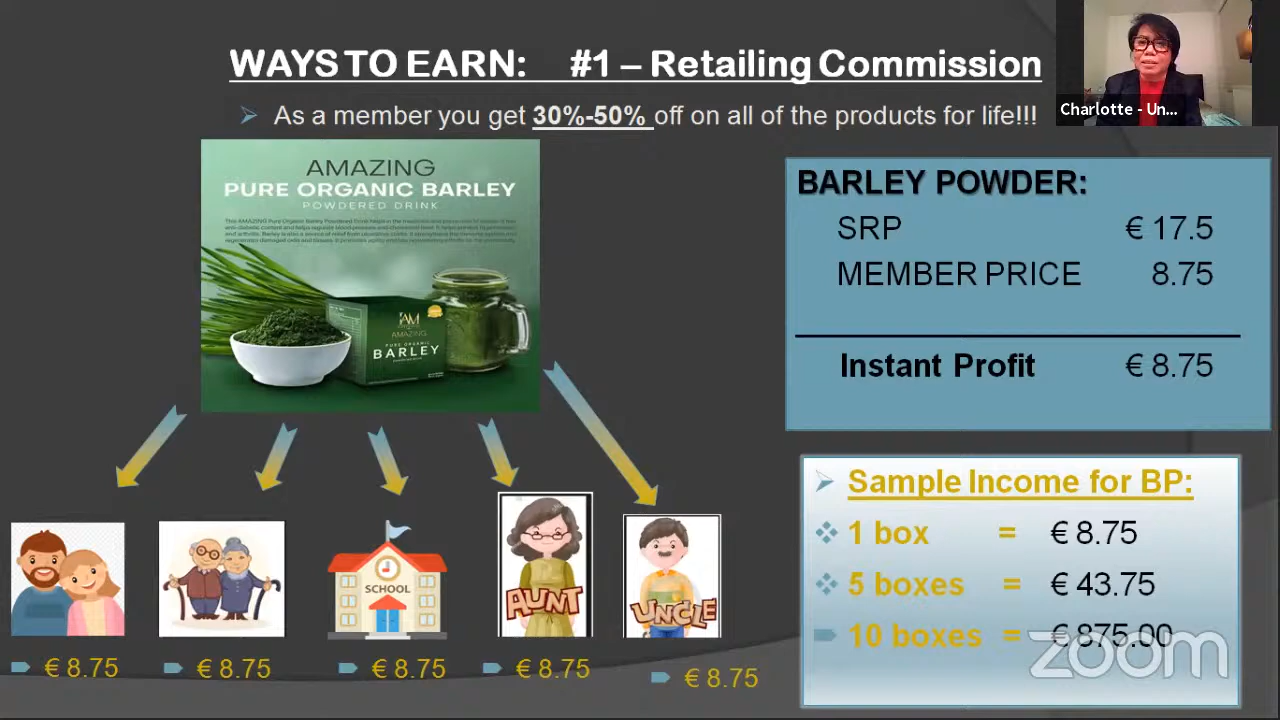 WAYS TO EARN: #1 – Retailing Commission
As a member you get 30%-50% off on all of the products for life!!!
Charlotte - Un...
AMAZING
PURE ORGANIC BARLEY
POWDERED DRINK
AMAZING
PURE ORGANIC
BARLEY
BARLEY POWDER:
SRP € 17.5
MEMBER PRICE 8.75
Instant Profit € 8.75
SCHOOL
AUNT
UNCLE
€ 8.75
€ 8.75
€ 8.75
€ 8.75
€ 8.75
Sample Income for BP:
1 box = € 8.75
5 boxes = € 43.75
10 boxes = € 875.00
zoom